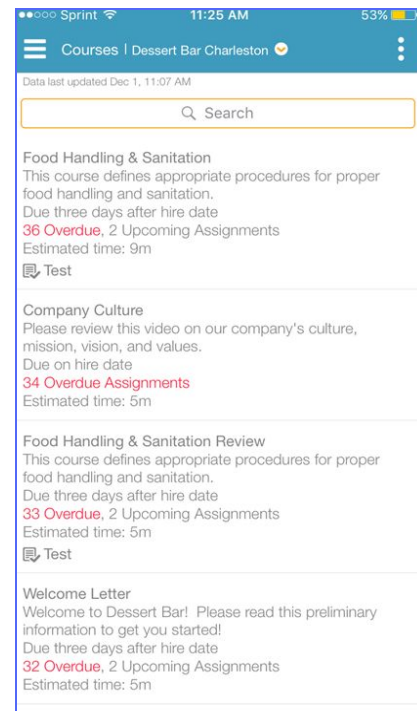 Sprint 11:25 AM 53%
Courses | Dessert Bar Charleston
Data last updated Dec 1, 11:07 AM
Search
Food Handling & Sanitation
This course defines appropriate procedures for proper
food handling and sanitation.
Due three days after hire date
36 Overdue, 2 Upcoming Assignments
Estimated time: 9m
Test
Company Culture
Please review this video on our company's culture,
mission, vision, and values.
Due on hire date
34 Overdue Assignments
Estimated time: 5m
Food Handling & Sanitation Review
This course defines appropriate procedures for proper
food handling and sanitation.
Due three days after hire date
33 Overdue, 2 Upcoming Assignments
Estimated time: 5m
Test
Welcome Letter
Welcome to Dessert Bar!  Please read this preliminary
information to get you started!
Due three days after hire date
32 Overdue, 2 Upcoming Assignments
Estimated time: 5m